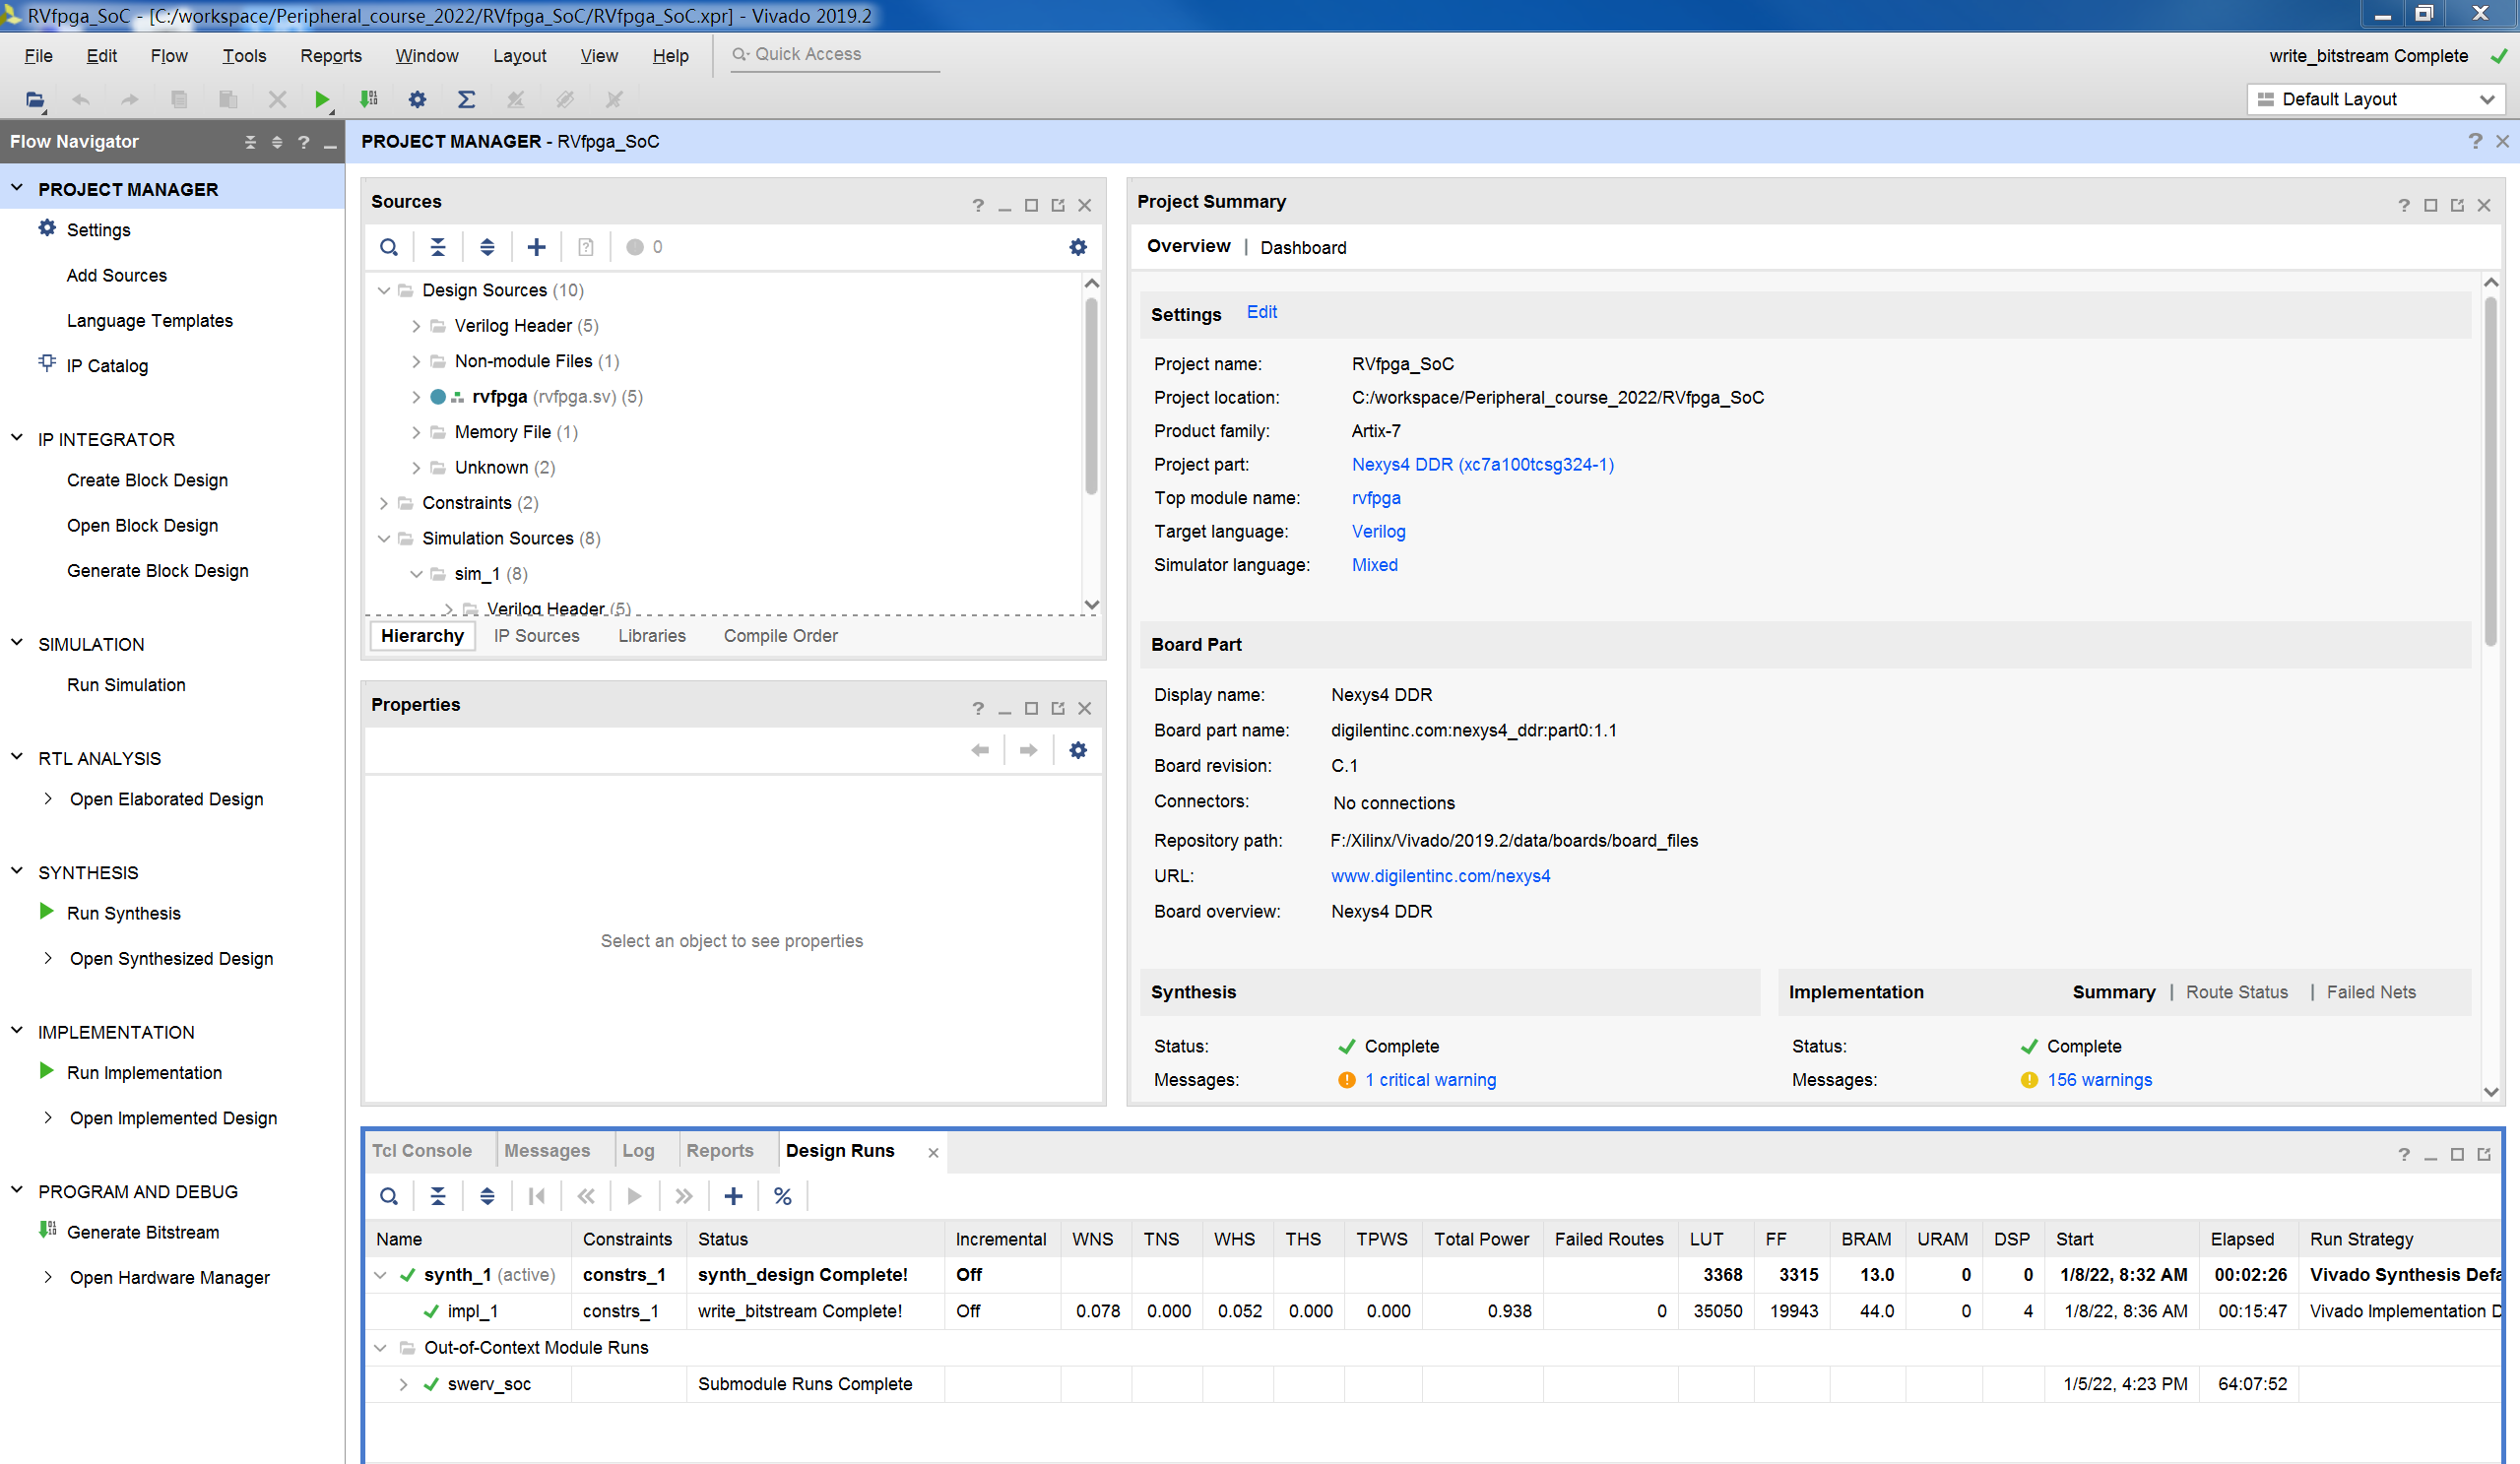 RVfpga_SoC - [C:/workspace/Peripheral_course_2022/RVfpga_SoC/RVfpga_SoC.xpr] - Vivado 2019.2
File Edit Flow Tools Reports Window Layout View Help Quick Access
write_bitstream Complete
Default Layout
Flow Navigator
PROJECT MANAGER
Settings
Add Sources
Language Templates
IP Catalog
IP INTEGRATOR
Create Block Design
Open Block Design
Generate Block Design
SIMULATION
Run Simulation
RTL ANALYSIS
Open Elaborated Design
SYNTHESIS
Run Synthesis
Open Synthesized Design
IMPLEMENTATION
Run Implementation
Open Implemented Design
PROGRAM AND DEBUG
Generate Bitstream
Open Hardware Manager
PROJECT MANAGER - RVfpga_SoC
Sources
0
Design Sources (10)
Verilog Header (5)
Non-module Files (1)
rvfpga (rvfpga.sv) (5)
Memory File (1)
Unknown (2)
Constraints (2)
Simulation Sources (8)
sim_1 (8)
Verilog Header (5)
Hierarchy IP Sources Libraries Compile Order
Properties
Select an object to see properties
Project Summary
Overview | Dashboard
Settings Edit
Project name: RVfpga_SoC
Project location: C:/workspace/Peripheral_course_2022/RVfpga_SoC
Product family: Artix-7
Project part: Nexys4 DDR (xc7a100tcsg324-1)
Top module name: rvfpga
Target language: Verilog
Simulator language: Mixed
Board Part
Display name: Nexys4 DDR
Board part name: digilentinc.com:nexys4_ddr:part0:1.1
Board revision: C.1
Connectors: No connections
Repository path: F:/Xilinx/Vivado/2019.2/data/boards/board_files
URL: www.digilentinc.com/nexys4
Board overview: Nexys4 DDR
Synthesis
Status: Complete
Messages: 1 critical warning
Implementation Summary | Route Status | Failed Nets
Status: Complete
Messages: 156 warnings
Tcl Console Messages Log Reports Design Runs
Name Constraints Status Incremental WNS TNS WHS THS TPWS Total Power Failed Routes LUT FF BRAM URAM DSP Start Elapsed Run Strategy
synth_1 (active) constrs_1 synth_design Complete! Off 3368 3315 13.0 0 0 1/8/22, 8:32 AM 00:02:26 Vivado Synthesis Defa
impl_1 constrs_1 write_bitstream Complete! Off 0.078 0.000 0.052 0.000 0.000 0.938 0 35050 19943 44.0 0 4 1/8/22, 8:36 AM 00:15:47 Vivado Implementation D
Out-of-Context Module Runs
swerv_soc Submodule Runs Complete 1/5/22, 4:23 PM 64:07:52